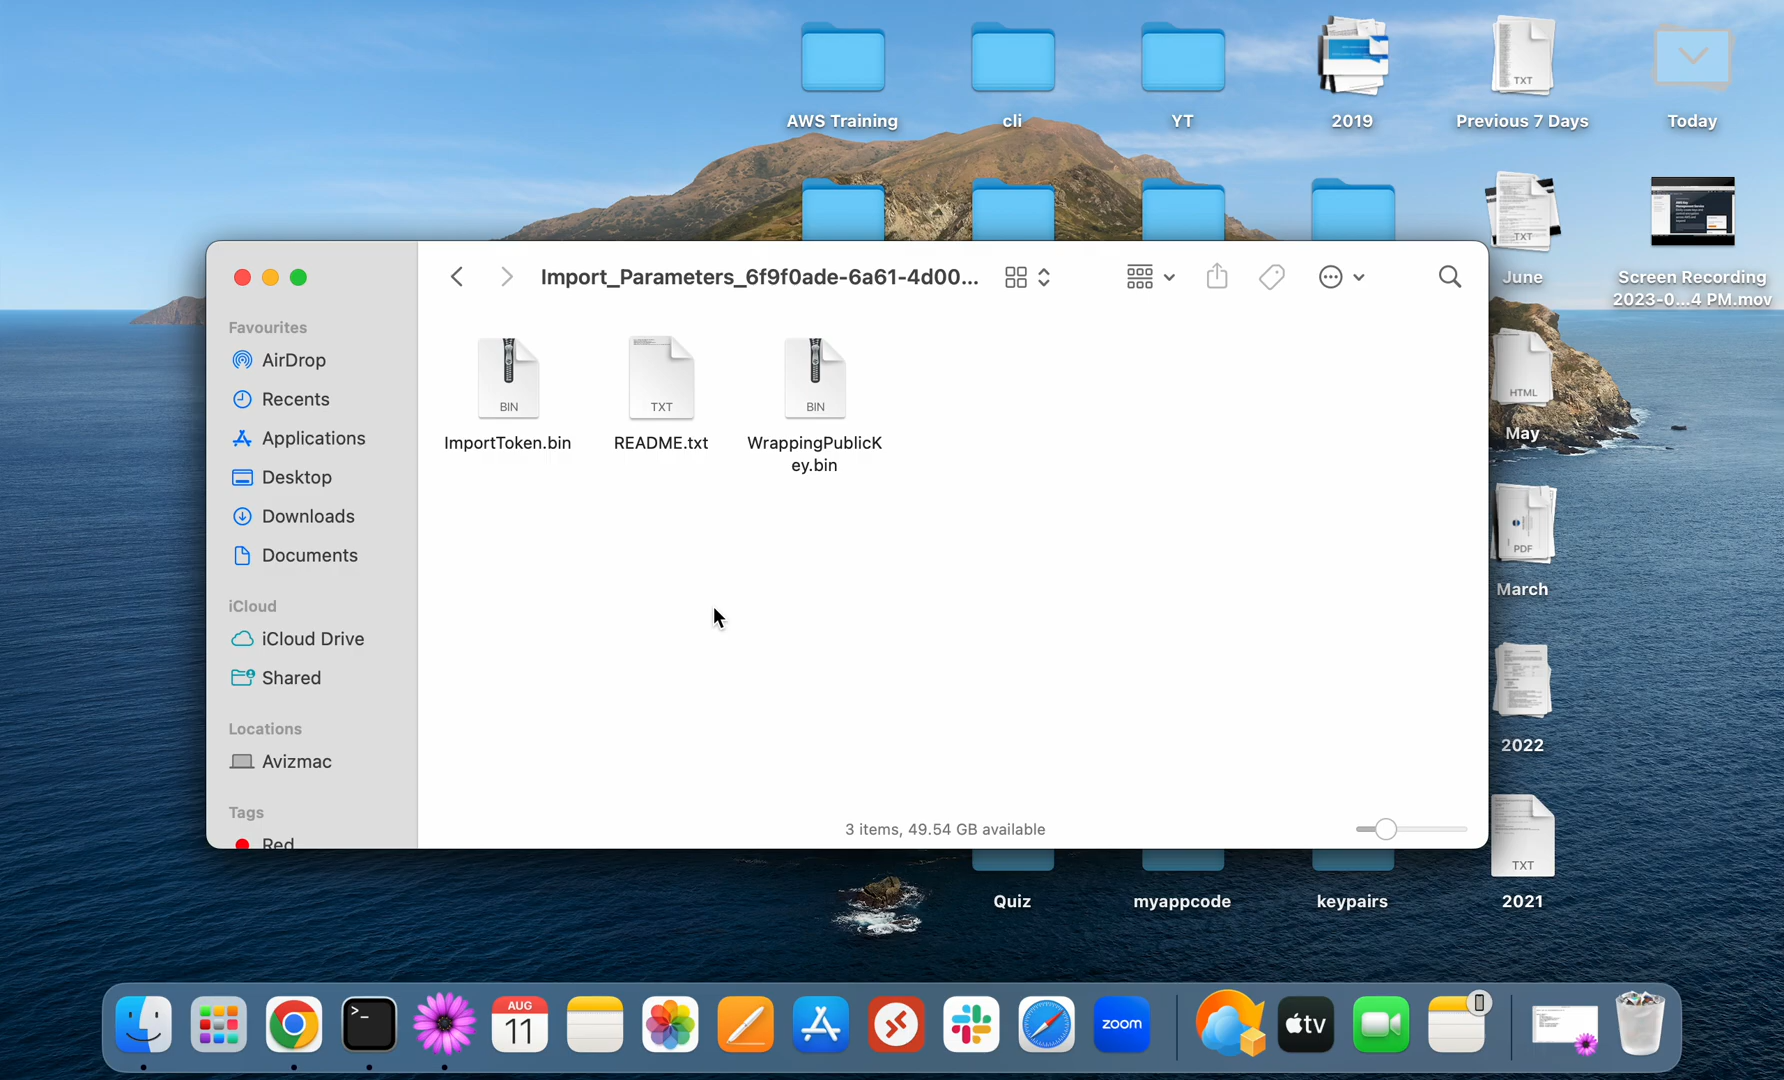 AWS Training
cli
YT
2019
TXT
Previous 7 Days
Today
TXT
June
Screen Recording
2023-0...4 PM.mov
Import_Parameters_6f9f0ade-6a61-4d00...
Favourites
AirDrop
Recents
Applications
Desktop
Downloads
Documents
iCloud
iCloud Drive
Shared
Locations
Avizmac
Tags
Red
BIN
ImportToken.bin
TXT
README.txt
BIN
WrappingPublicK
ey.bin
3 items, 49.54 GB available
HTML
May
PDF
March
2022
TXT
2021
Quiz
myappcode
keypairs
>_
AUG
11
zoom
tv